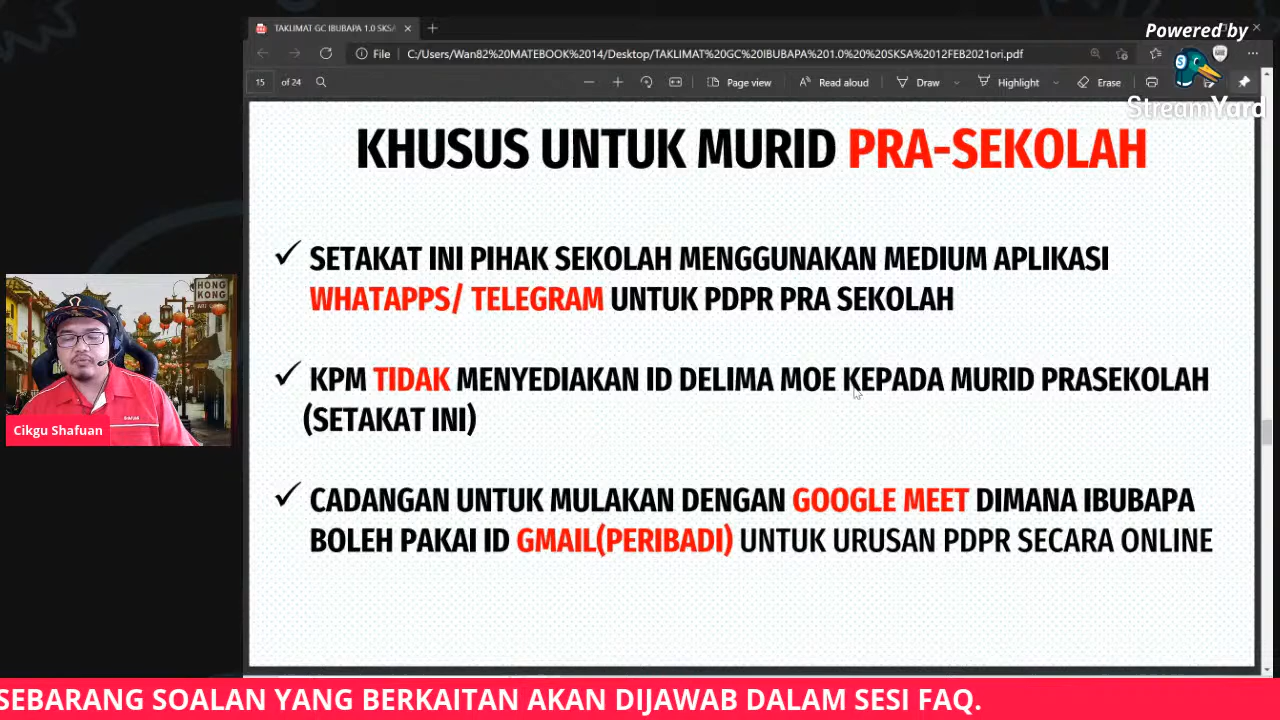 TAKLIMAT GC IBUBAPA 1.0 SKSA
Powered by
File
C:/Users/Wan82%20MATEBOOK%2014/Desktop/TAKLIMAT%20GC%20IBUBAPA%201.0%20%20SKSA%2012FEB2021ori.pdf
15 of 24
Page view
Read aloud
Draw
Highlight
Erase
StreamYard
KHUSUS UNTUK MURID PRA-SEKOLAH
✓ SETAKAT INI PIHAK SEKOLAH MENGGUNAKAN MEDIUM APLIKASI
WHATAPPS/ TELEGRAM UNTUK PDPR PRA SEKOLAH
✓ KPM TIDAK MENYEDIAKAN ID DELIMA MOE KEPADA MURID PRASEKOLAH
(SETAKAT INI)
✓ CADANGAN UNTUK MULAKAN DENGAN GOOGLE MEET DIMANA IBUBAPA
BOLEH PAKAI ID GMAIL(PERIBADI) UNTUK URUSAN PDPR SECARA ONLINE
HONG
KONG
Cikgu Shafuan
SEBARANG SOALAN YANG BERKAITAN AKAN DIJAWAB DALAM SESI FAQ.